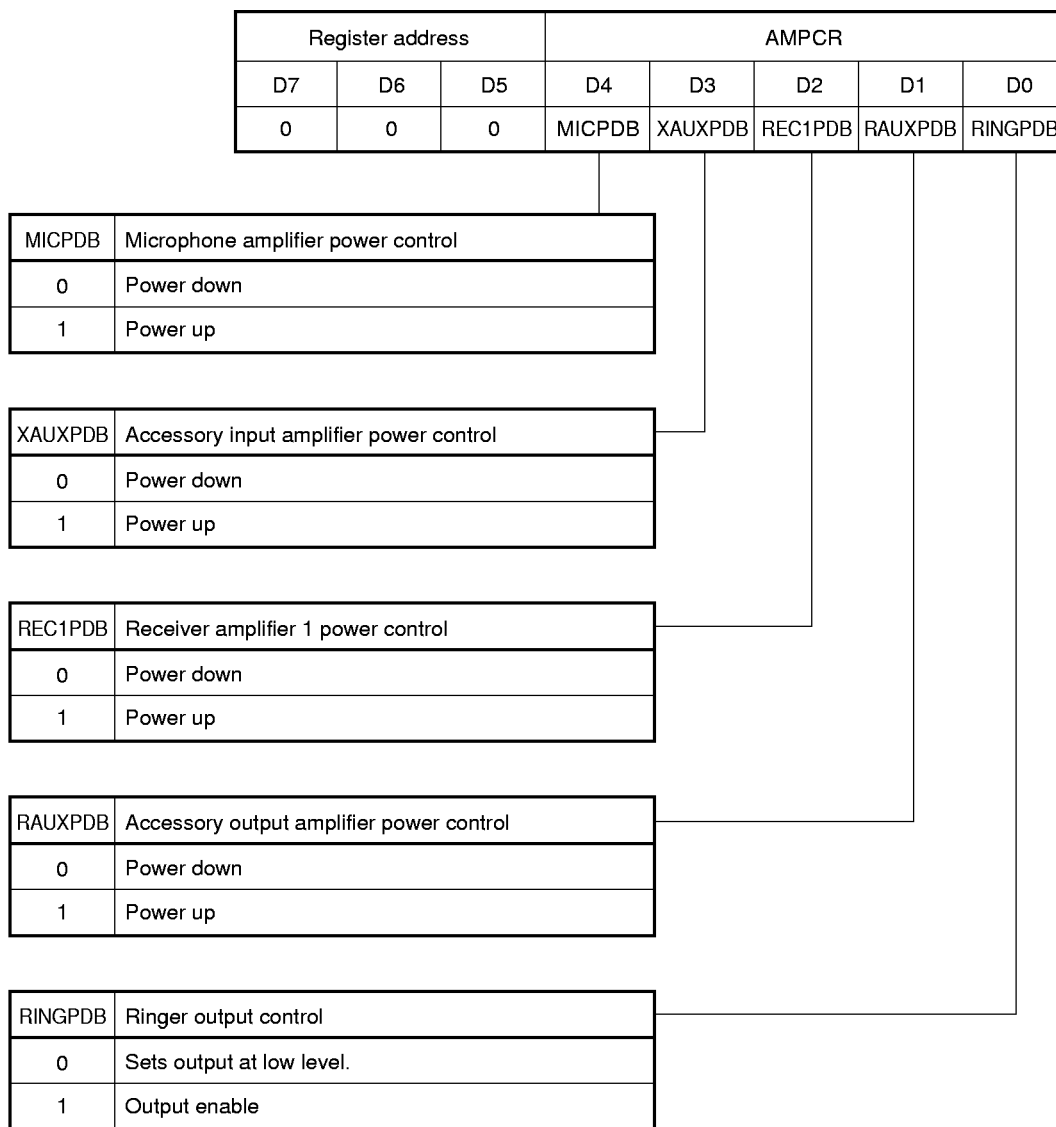 Register address AMPCR
D7 D6 D5 D4 D3 D2 D1 D0
0 0 0 MICPDB XAUXPDB REC1PDB RAUXPDB RINGPDB
MICPDB Microphone amplifier power control
0 Power down
1 Power up
XAUXPDB Accessory input amplifier power control
0 Power down
1 Power up
REC1PDB Receiver amplifier 1 power control
0 Power down
1 Power up
RAUXPDB Accessory output amplifier power control
0 Power down
1 Power up
RINGPDB Ringer output control
0 Sets output at low level.
1 Output enable